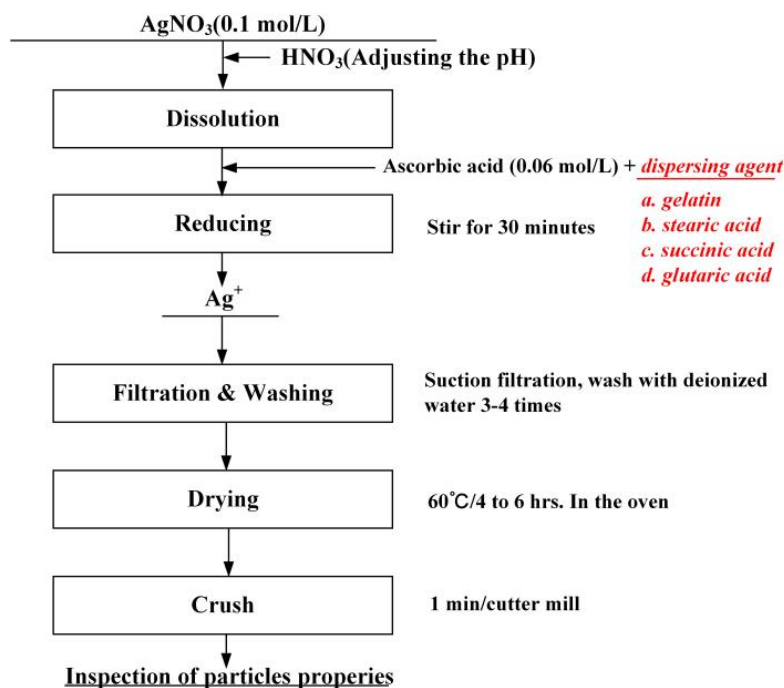 AgNO₃(0.1 mol/L)
HNO₃(Adjusting the pH)
Dissolution
Ascorbic acid (0.06 mol/L) + dispersing agent
a. gelatin
b. stearic acid
c. succinic acid
d. glutaric acid
Reducing
Stir for 30 minutes
Ag⁺
Filtration & Washing
Suction filtration, wash with deionized
water 3-4 times
Drying
60℃/4 to 6 hrs. In the oven
Crush
1 min/cutter mill
Inspection of particles properies